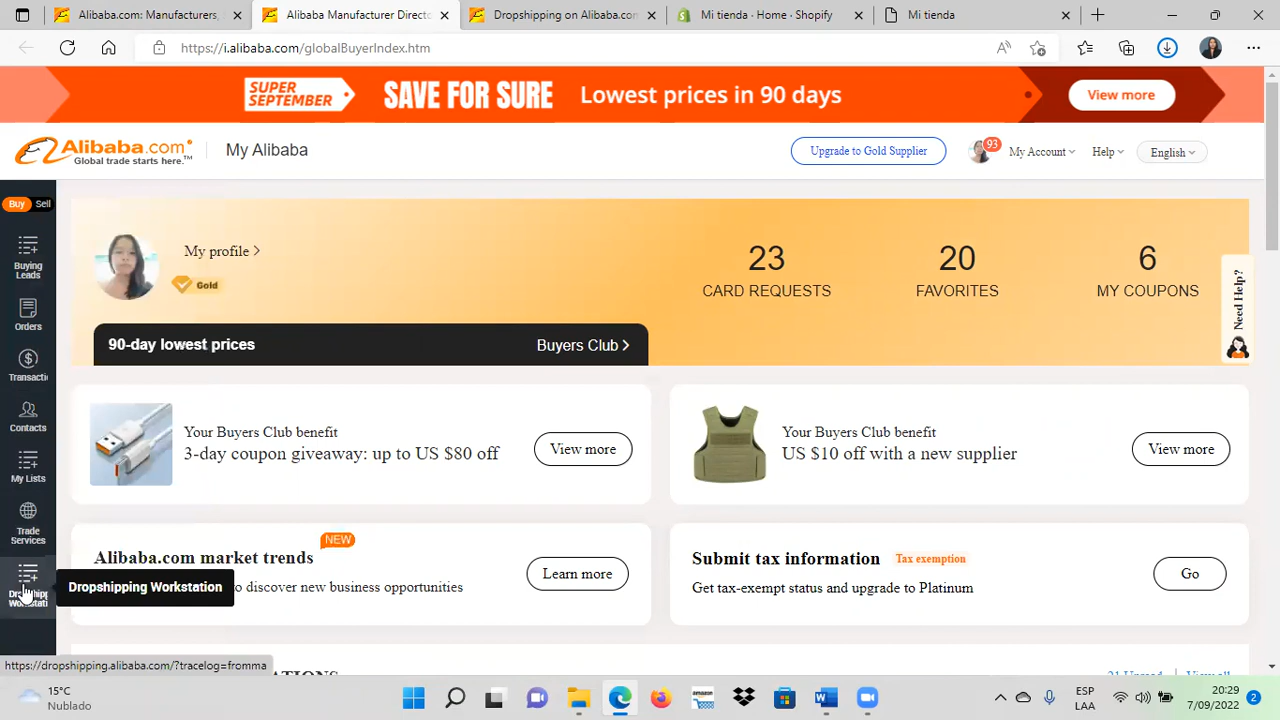 Alibaba.com: Manufacturers,
Alibaba Manufacturer Directo
Dropshipping on Alibaba.com
Mi tienda · Home · Shopify
Mi tienda
https://i.alibaba.com/globalBuyerIndex.htm
SUPER
SEPTEMBER
SAVE FOR SURE
Lowest prices in 90 days
View more
Alibaba.com
Global trade starts here.™
My Alibaba
Upgrade to Gold Supplier
93
My Account
Help
English
Buy
Sell
Buying
Leads
Orders
Transacti
Contacts
My Lists
Trade
Services
Dropshipp
Workstati
Dropshipping Workstation
My profile >
Gold
23
CARD REQUESTS
20
FAVORITES
6
MY COUPONS
90-day lowest prices
Buyers Club >
Need Help?
Your Buyers Club benefit
3-day coupon giveaway: up to US $80 off
View more
Your Buyers Club benefit
US $10 off with a new supplier
View more
Alibaba.com market trends
NEW
to discover new business opportunities
Learn more
Submit tax information
Tax exemption
Get tax-exempt status and upgrade to Platinum
Go
https://dropshipping.alibaba.com/?tracelog=fromma
15°C
Nublado
ESP
LAA
20:29
7/09/2022
2